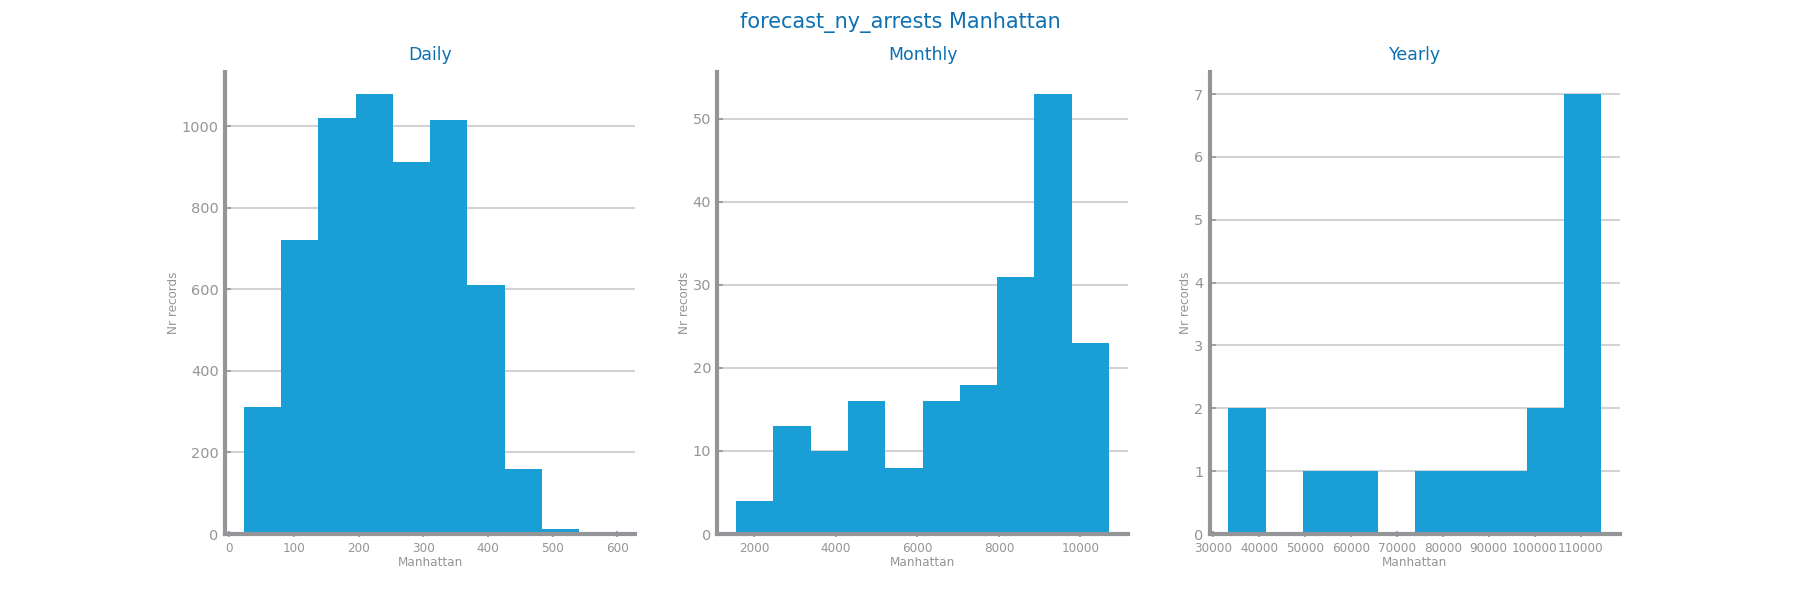 forecast_ny_arrests Manhattan
Daily
1000
800
600
400
200
0
Nr records
0 100 200 300 400 500 600
Manhattan
Monthly
50
40
30
20
10
0
Nr records
2000 4000 6000 8000 10000
Manhattan
Yearly
7
6
5
4
3
2
1
0
Nr records
30000 40000 50000 60000 70000 80000 90000 100000 110000
Manhattan